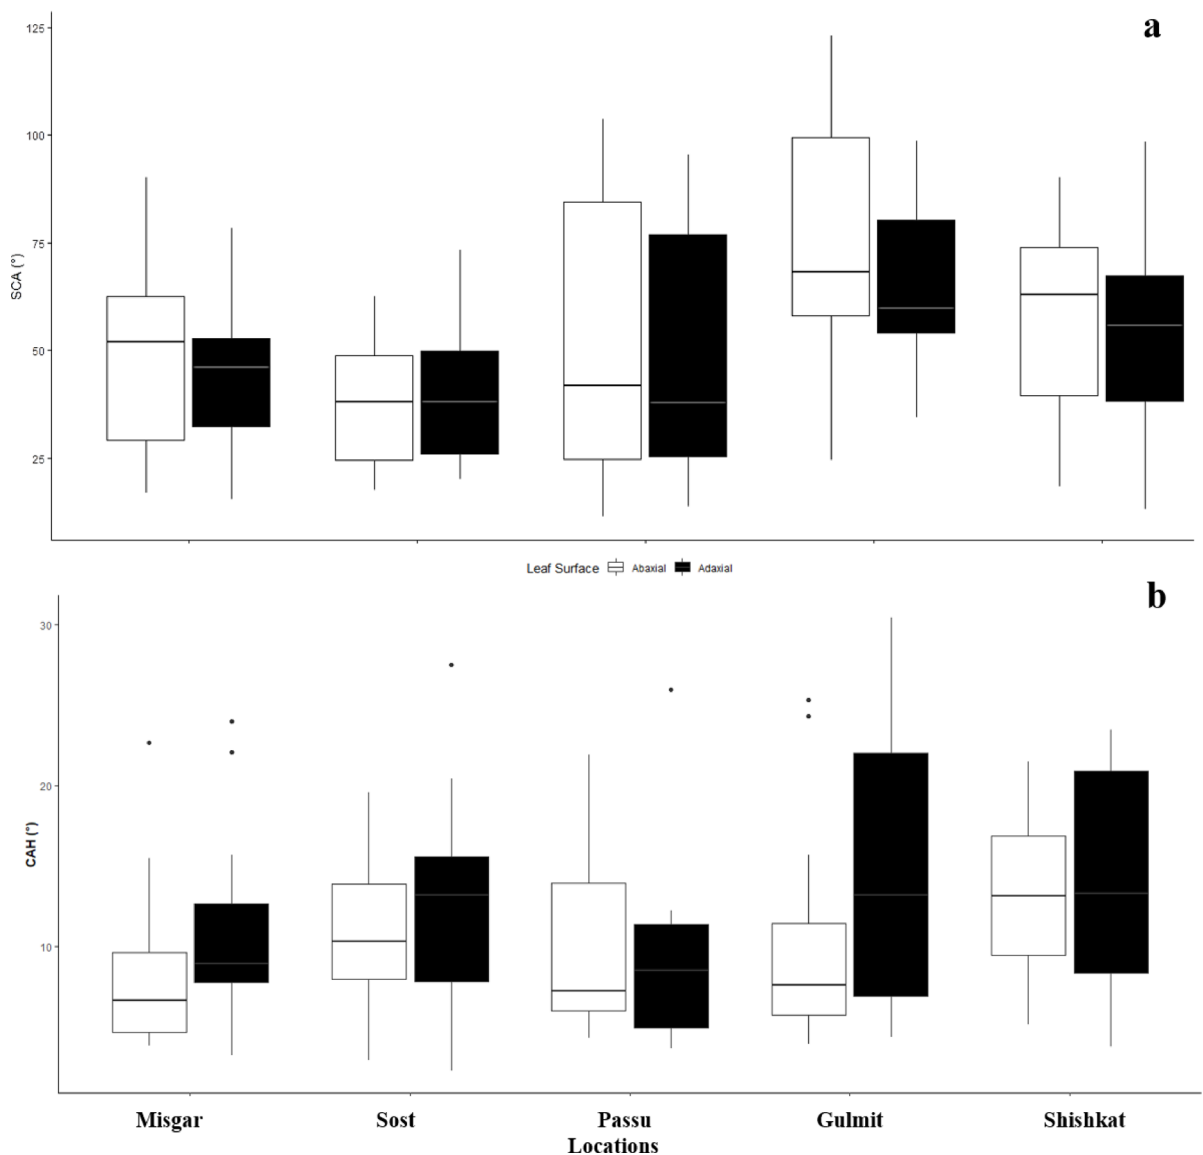 a
125
100
75
50
25
SCA (°)
Leaf Surface Abaxial Adaxial
b
30
20
10
CAH (°)
Misgar Sost Passu Gulmit Shishkat
Locations